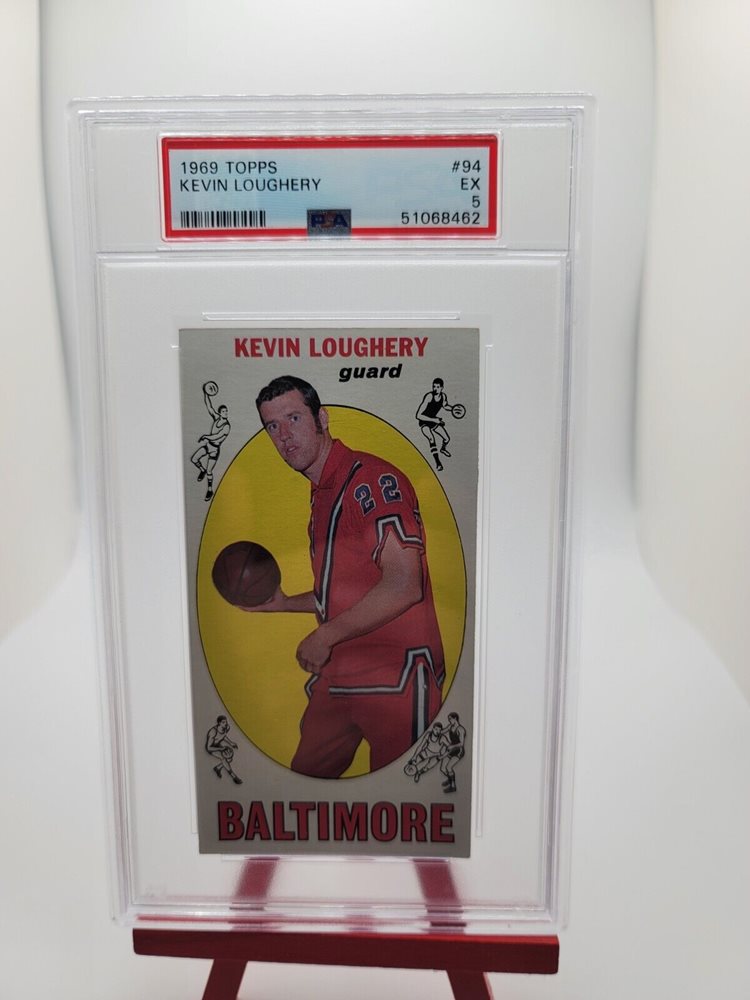 1969 TOPPS #94
KEVIN LOUGHERY EX
5
PSA 51068462
KEVIN LOUGHERY
guard
22
BALTIMORE